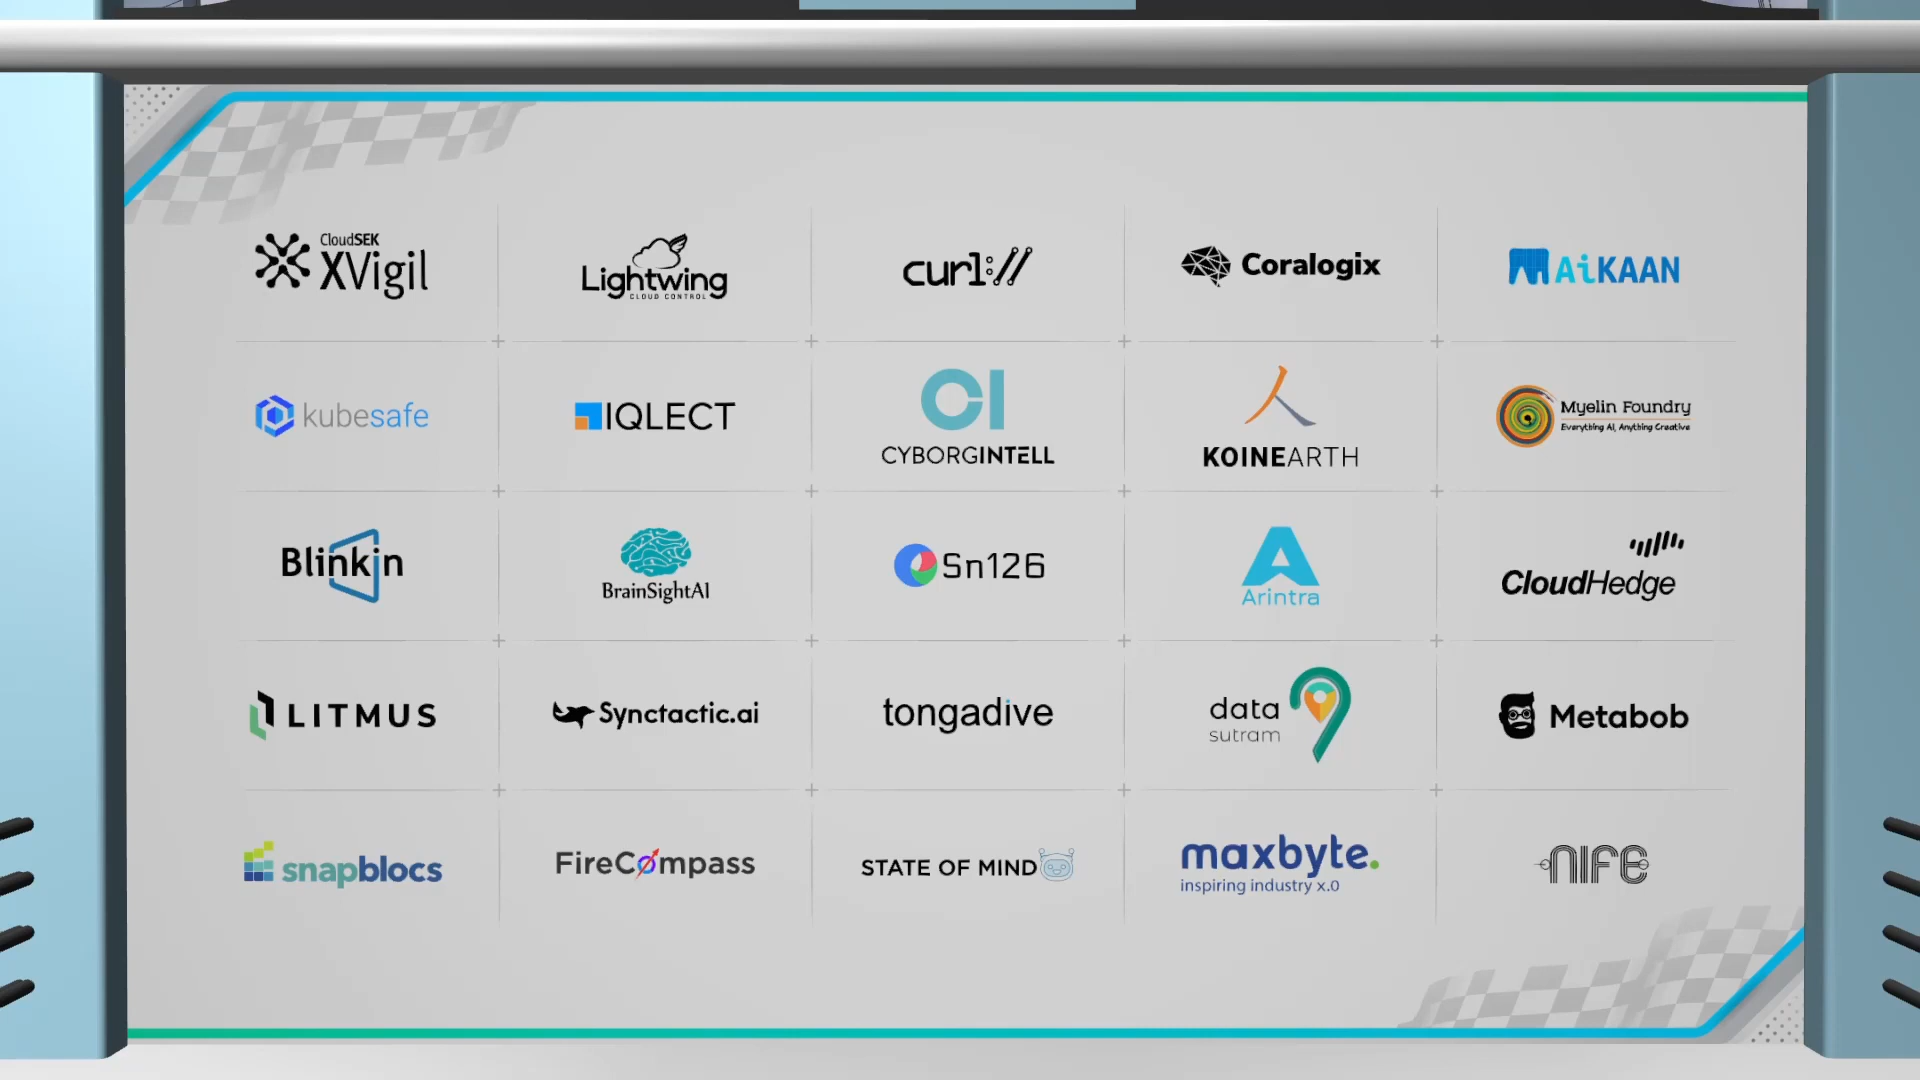 CloudSEK
XVigil
Lightwing
CLOUD CONTROL
curl://
Coralogix
AiKAAN
kubesafe
IQLECT
CI
CYBORGINTELL
KOINEARTH
Myelin Foundry
Everything AI, Anything Creative
Blinkin
BrainSightAI
Sn126
Arintra
CloudHedge
LITMUS
Synctactic.ai
tongadive
data
sutram
Metabob
snapblocs
FireCompass
STATE OF MIND
maxbyte.
inspiring industry x.0
NIFE